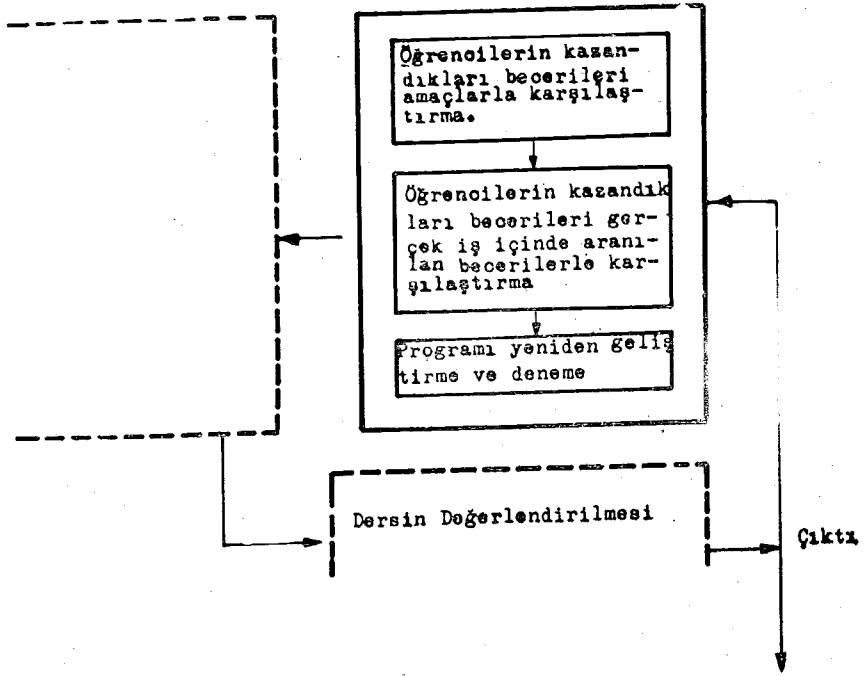 Öğrencilerin kazan-
dıkları becerileri
amaçlarla karşılaş-
tırma.
Öğrencilerin kazandık
ları becerileri ger-
çek iş içinde aranı-
lan becerilerle kar-
şılaştırma
Programı yeniden geliş
tirme ve deneme
Dersin Değerlendirilmesi
Çıktı